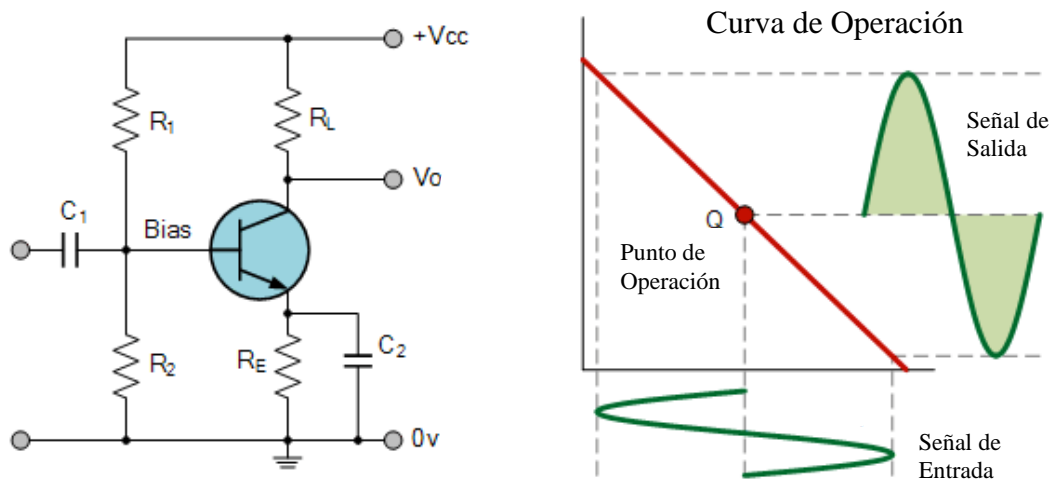 +Vcc
R1
RL
Vo
C1
Bias
R2
RE
C2
0v
Curva de Operación
Señal de
Salida
Q
Punto de
Operación
Señal de
Entrada